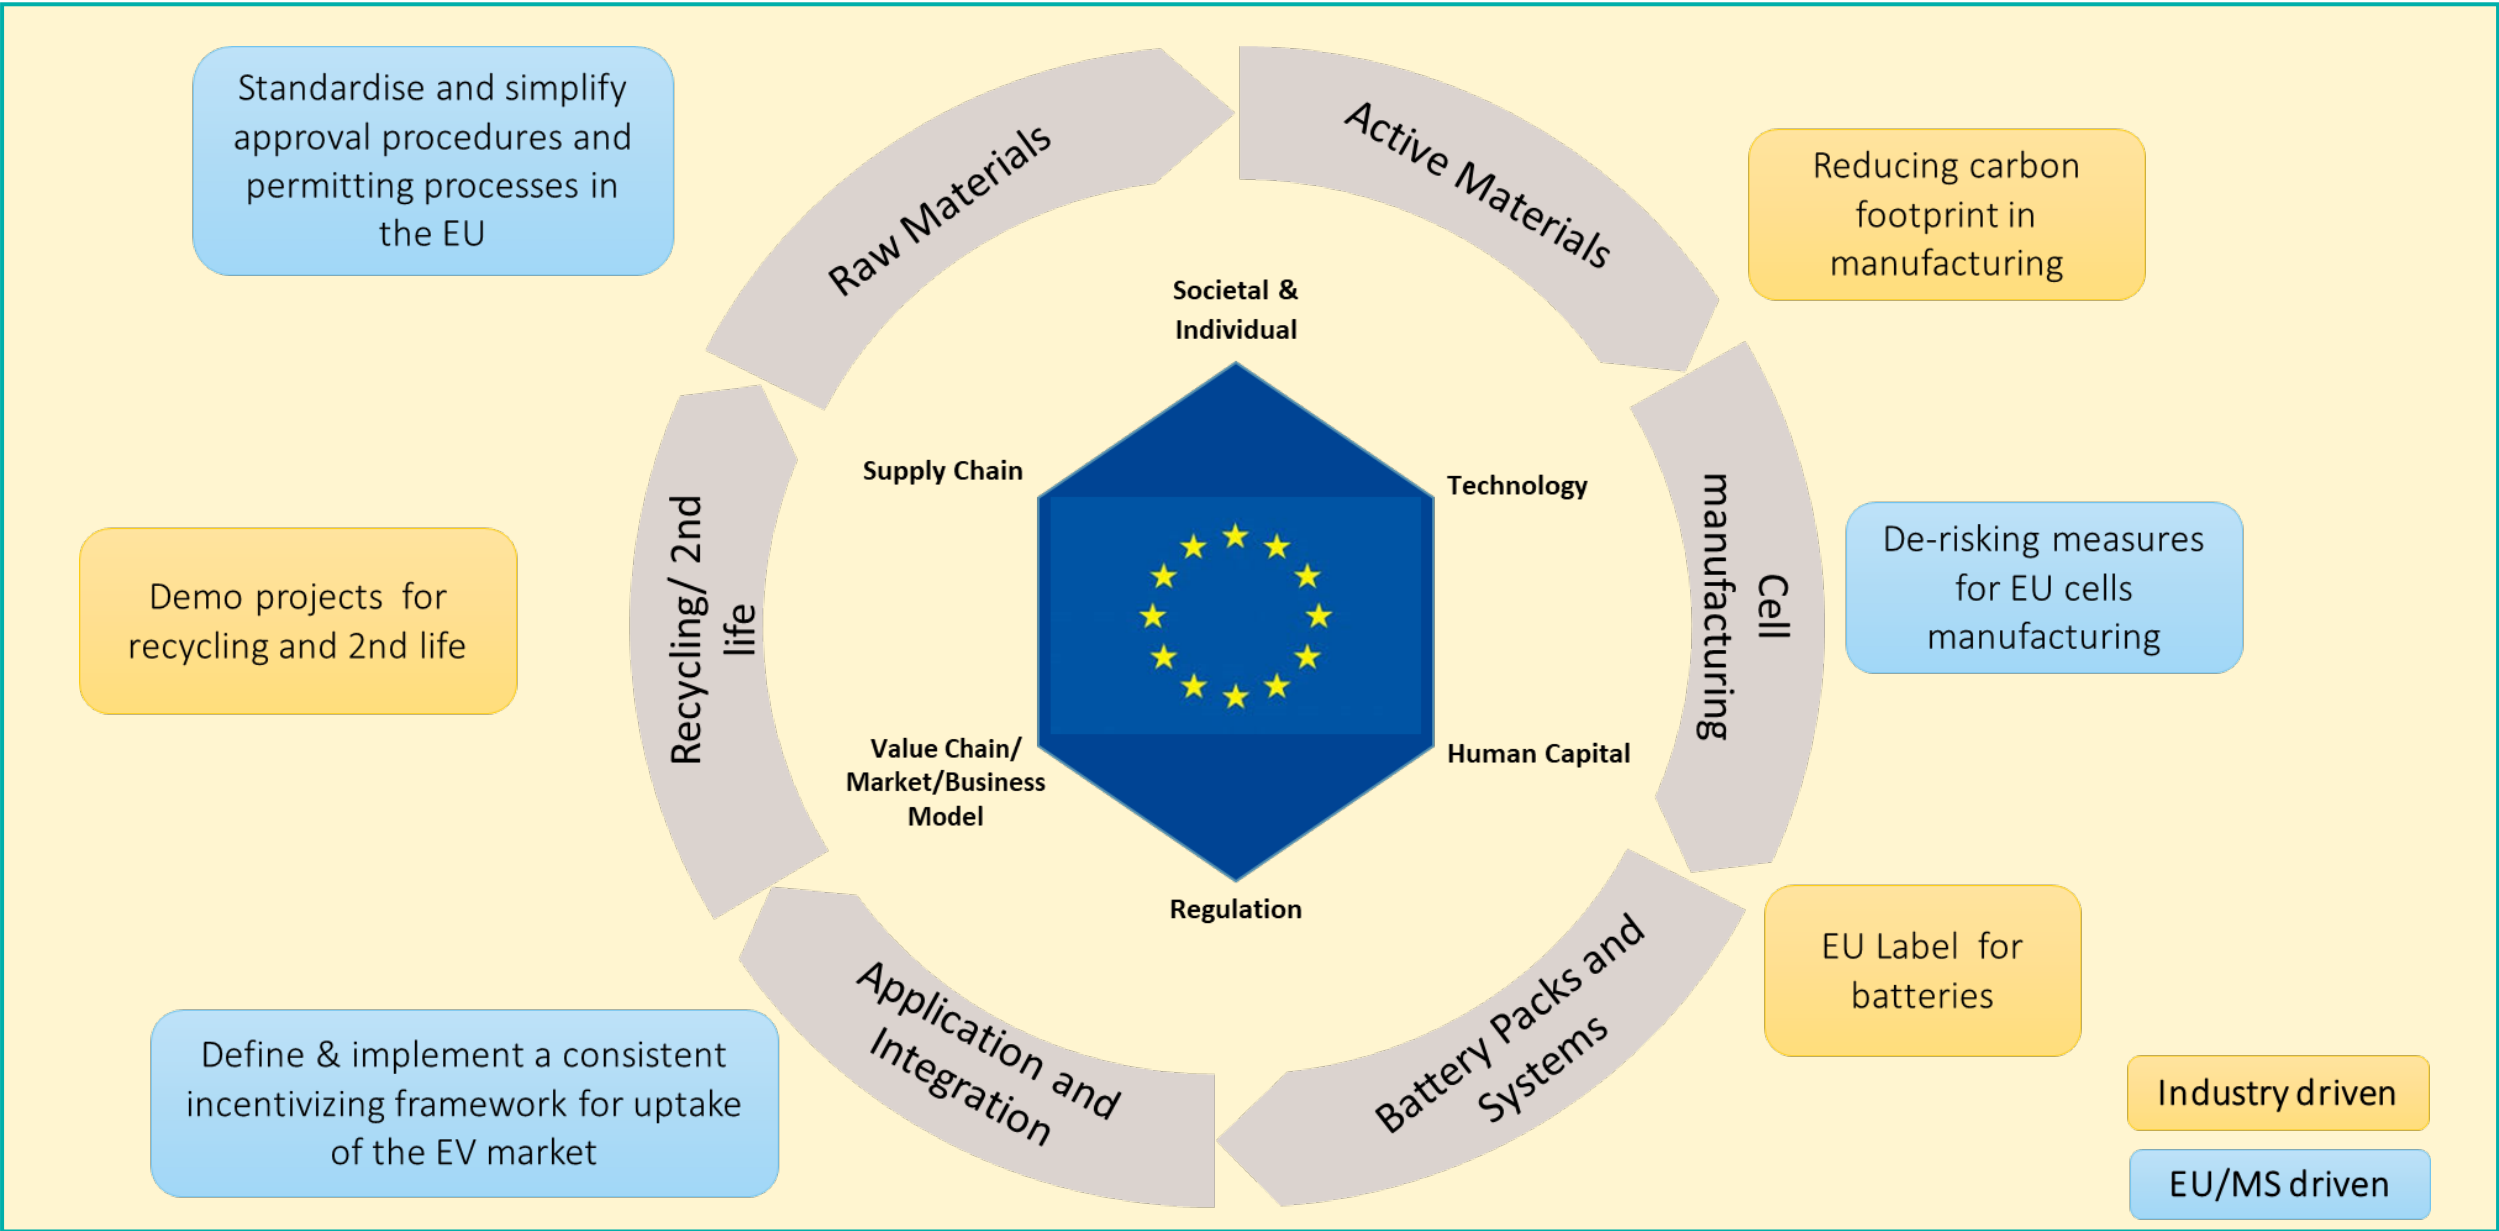 Standardise and simplify
approval procedures and
permitting processes in
the EU
Raw Materials
Active Materials
Reducing carbon
footprint in
manufacturing
Societal &
Individual
Supply Chain
Technology
Recycling/ 2nd
life
Cell
manufacturing
Demo projects for
recycling and 2nd life
De-risking measures
for EU cells
manufacturing
Value Chain/
Market/Business
Model
Human Capital
Regulation
Application and
Integration
Battery Packs and
Systems
EU Label for
batteries
Define & implement a consistent
incentivizing framework for uptake
of the EV market
Industry driven
EU/MS driven